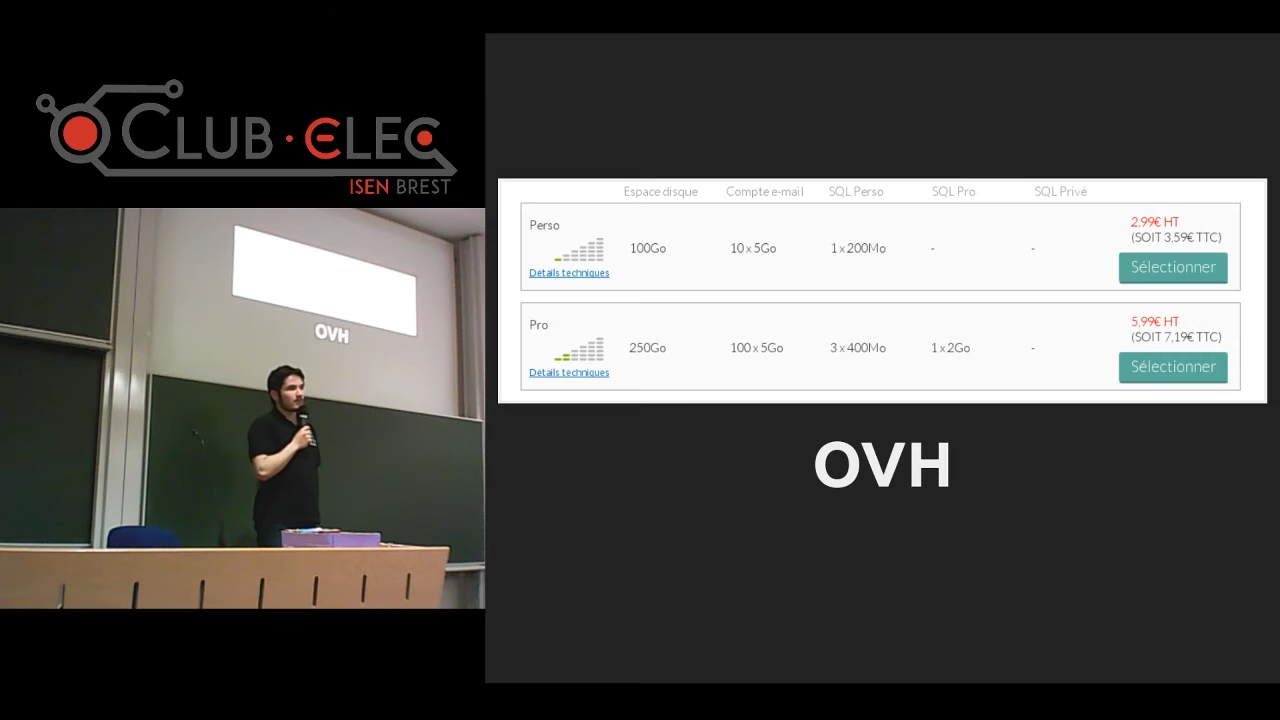 CLUB · ELEC
ISEN BREST
OVH
Espace disque Compte e-mail SQL Perso SQL Pro SQL Privé
Perso
100Go 10 x 5Go 1 x 200Mo - -
2,99€ HT
(SOIT 3,59€ TTC)
Détails techniques
Sélectionner
Pro
250Go 100 x 5Go 3 x 400Mo 1 x 2Go -
5,99€ HT
(SOIT 7,19€ TTC)
Détails techniques
Sélectionner
OVH